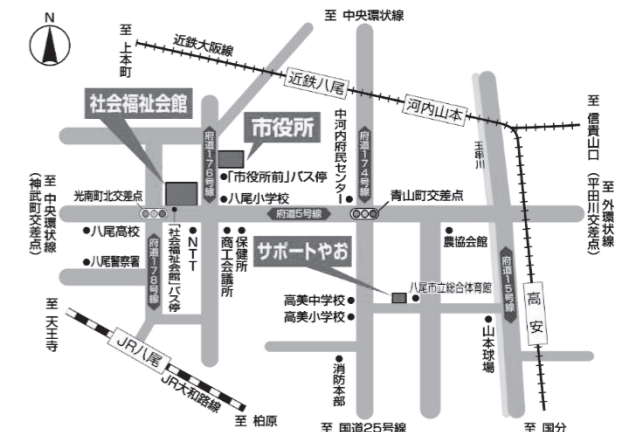 N
至 中央環状線
至 上本町
近鉄大阪線
近鉄八尾
河内山本
至 信貴山口
社会福祉会館
市役所
府道176号線
「市役所前」バス停
八尾小学校
中河内府民センター
府道174号線
玉串川
至 中央環状線
(神武町交差点)
光南町北交差点
府道5号線
青山町交差点
至 外環状線
(平田川交差点)
八尾高校
八尾警察署
府道178号線
「社会福祉会館」バス停
NTT
商工会議所
保健所
サポートやお
農協会館
府道15号線
八尾市立総合体育館
高美中学校
高美小学校
高安
山本球場
消防本部
至 天王寺
JR八尾
JR大和路線
至 柏原
至 国道25号線
至 国分